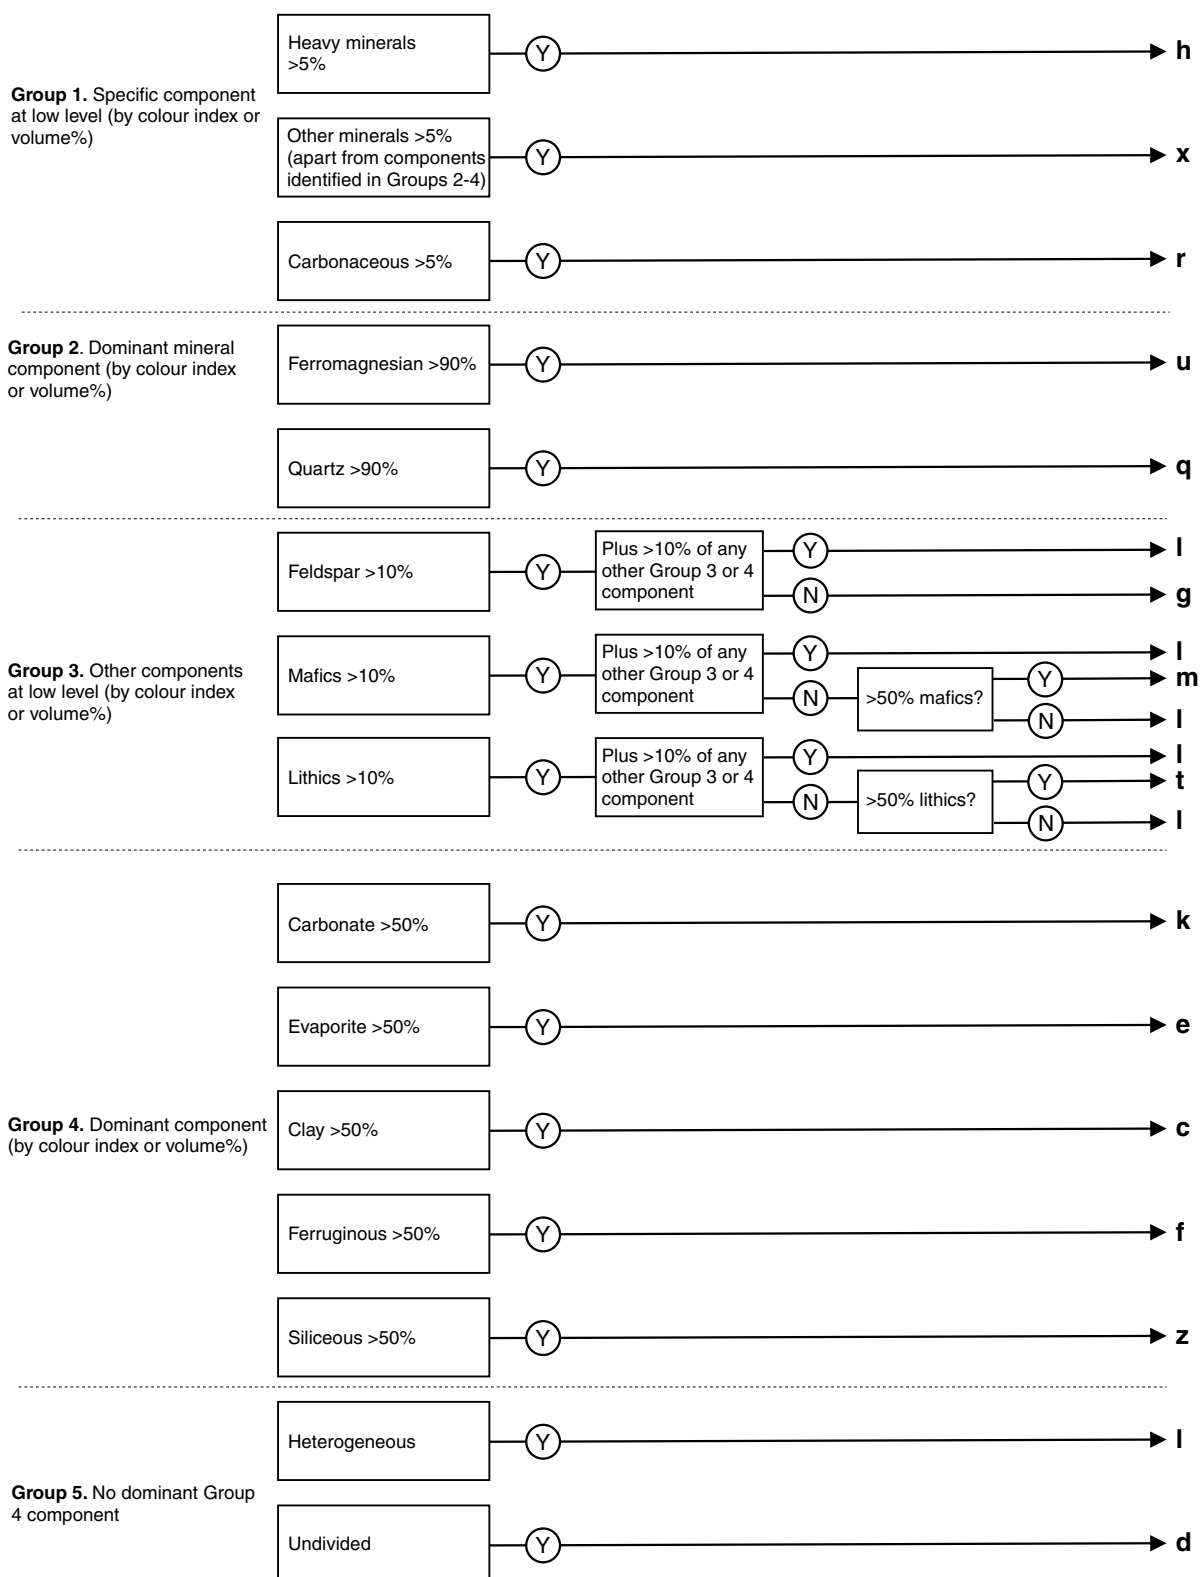 Group 1. Specific component
at low level (by colour index or
volume%)
Heavy minerals
>5%
Y
h
Other minerals >5%
(apart from components
identified in Groups 2-4)
Y
x
Carbonaceous >5%
Y
r
Group 2. Dominant mineral
component (by colour index
or volume%)
Ferromagnesian >90%
Y
u
Quartz >90%
Y
q
Group 3. Other components
at low level (by colour index
or volume%)
Feldspar >10%
Y
Plus >10% of any
other Group 3 or 4
component
Y
l
N
g
Mafics >10%
Y
Plus >10% of any
other Group 3 or 4
component
Y
l
N
>50% mafics?
Y
m
N
l
Lithics >10%
Y
Plus >10% of any
other Group 3 or 4
component
Y
l
N
>50% lithics?
Y
t
N
l
Group 4. Dominant component
(by colour index or volume%)
Carbonate >50%
Y
k
Evaporite >50%
Y
e
Clay >50%
Y
c
Ferruginous >50%
Y
f
Siliceous >50%
Y
z
Group 5. No dominant Group
4 component
Heterogeneous
Y
l
Undivided
Y
d